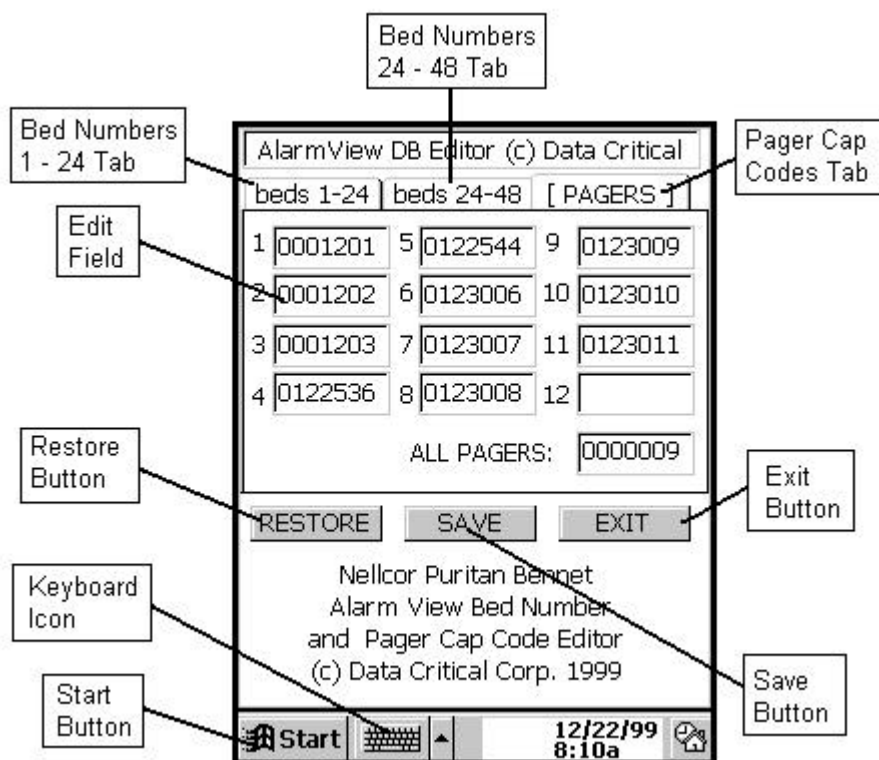 Bed Numbers
24 - 48 Tab
Bed Numbers
1 - 24 Tab
Pager Cap
Codes Tab
Edit
Field
AlarmView DB Editor (c) Data Critical
beds 1-24 beds 24-48 [ PAGERS ]
1 0001201 5 0122544 9 0123009
2 0001202 6 0123006 10 0123010
3 0001203 7 0123007 11 0123011
4 0122536 8 0123008 12
ALL PAGERS: 0000009
Restore
Button
Exit
Button
RESTORE SAVE EXIT
Keyboard
Icon
Nellcor Puritan Bennet
Alarm View Bed Number
and Pager Cap Code Editor
(c) Data Critical Corp. 1999
Start
Button
Save
Button
Start
12/22/99
8:10a